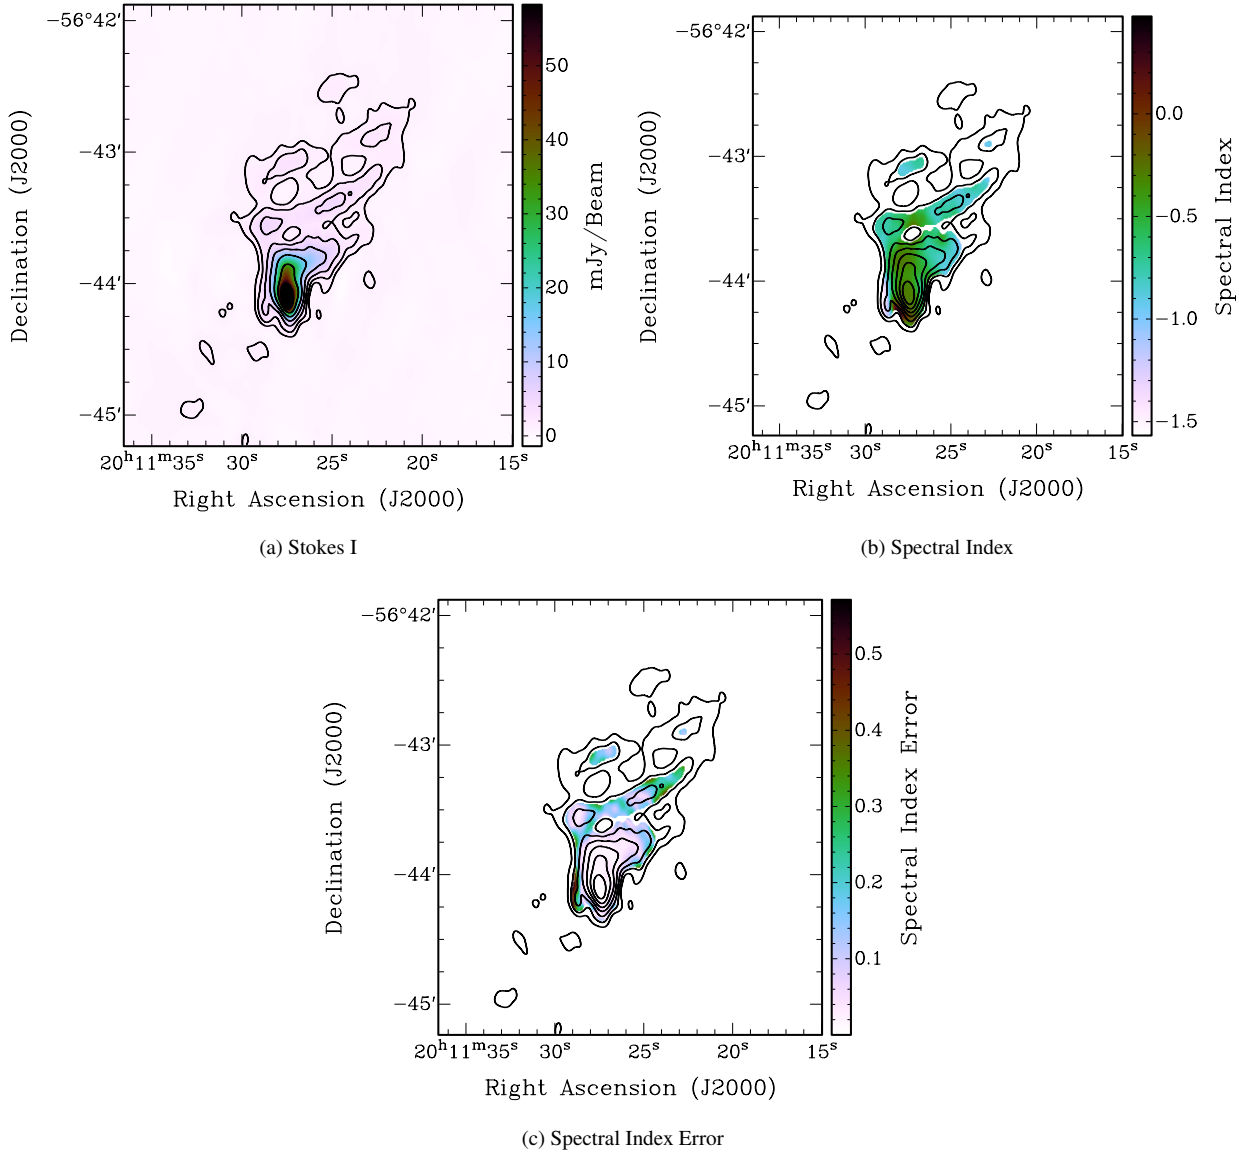 −56°42′
−43′
−44′
−45′
Declination (J2000)
20ʰ11ᵐ35ˢ 30ˢ 25ˢ 20ˢ 15ˢ
Right Ascension (J2000)
50
40
30
20
10
0
mJy/Beam
(a) Stokes I
−56°42′
−43′
−44′
−45′
Declination (J2000)
20ʰ11ᵐ35ˢ 30ˢ 25ˢ 20ˢ 15ˢ
Right Ascension (J2000)
0.0
−0.5
−1.0
−1.5
Spectral Index
(b) Spectral Index
−56°42′
−43′
−44′
−45′
Declination (J2000)
20ʰ11ᵐ35ˢ 30ˢ 25ˢ 20ˢ 15ˢ
Right Ascension (J2000)
0.5
0.4
0.3
0.2
0.1
Spectral Index Error
(c) Spectral Index Error